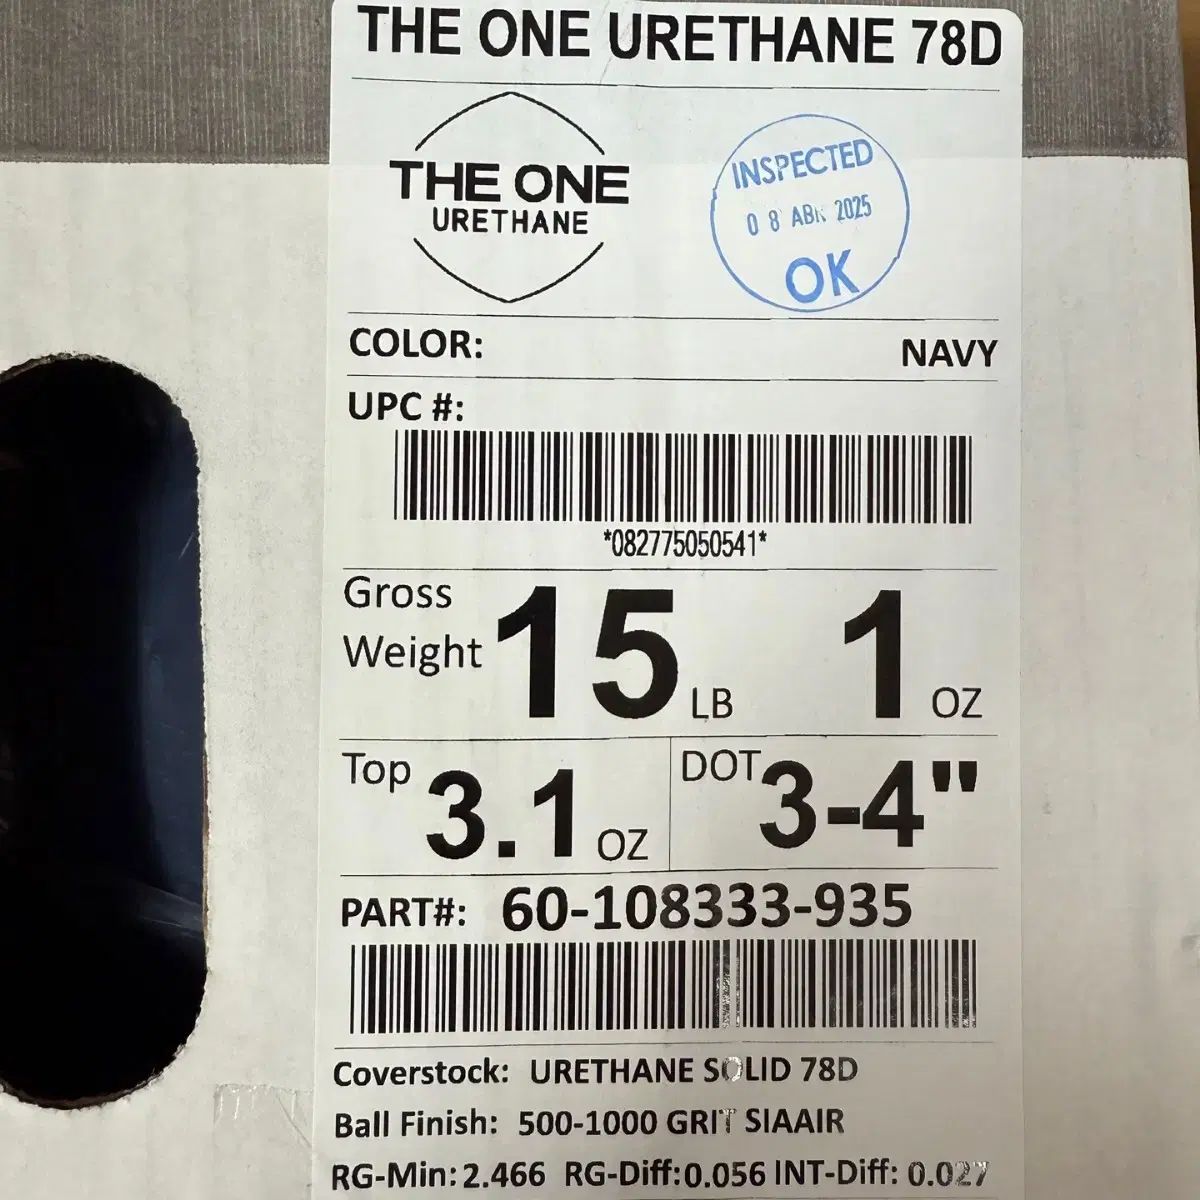 THE ONE URETHANE 78D
THE ONE
URETHANE
INSPECTED
0 8 ABR 2025
OK
COLOR: NAVY
UPC #:
*082775050541*
Gross Weight 15 LB 1 OZ
Top 3.1 OZ DOT 3-4"
PART#: 60-108333-935
Coverstock: URETHANE SOLID 78D
Ball Finish: 500-1000 GRIT SIAAIR
RG-Min: 2.466 RG-Diff: 0.056 INT-Diff: 0.027